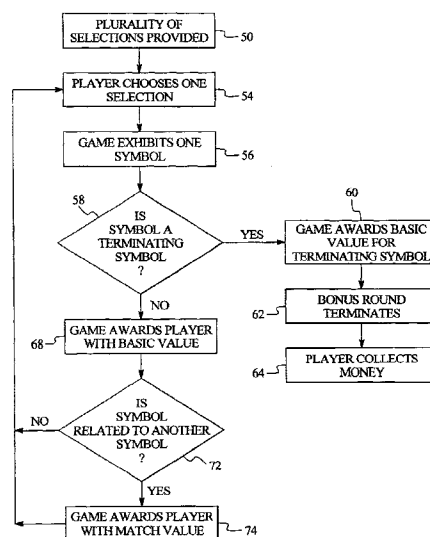 PLURALITY OF
SELECTIONS PROVIDED
50
PLAYER CHOOSES ONE
SELECTION
54
GAME EXHIBITS ONE
SYMBOL
56
58
IS
SYMBOL A
TERMINATING
SYMBOL
?
YES
60
GAME AWARDS BASIC
VALUE FOR
TERMINATING SYMBOL
NO
62
BONUS ROUND
TERMINATES
68
GAME AWARDS PLAYER
WITH BASIC VALUE
64
PLAYER COLLECTS
MONEY
NO
IS
SYMBOL
RELATED TO ANOTHER
SYMBOL
?
72
YES
GAME AWARDS PLAYER
WITH MATCH VALUE
74